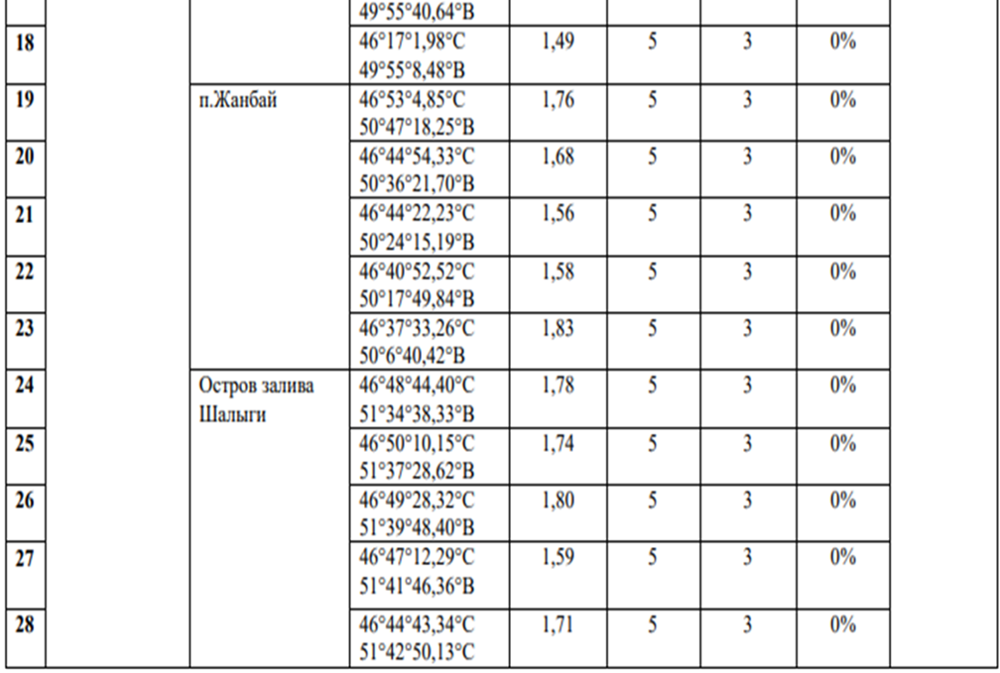 49°55°40,64°В
18 46°17°1,98°С 1,49 5 3 0%
49°55°8,48°В
19 п.Жанбай 46°53°4,85°С 1,76 5 3 0%
50°47°18,25°В
20 46°44°54,33°С 1,68 5 3 0%
50°36°21,70°В
21 46°44°22,23°С 1,56 5 3 0%
50°24°15,19°В
22 46°40°52,52°С 1,58 5 3 0%
50°17°49,84°В
23 46°37°33,26°С 1,83 5 3 0%
50°6°40,42°В
24 Остров залива 46°48°44,40°С 1,78 5 3 0%
Шалыги 51°34°38,33°В
25 46°50°10,15°С 1,74 5 3 0%
51°37°28,62°В
26 46°49°28,32°С 1,80 5 3 0%
51°39°48,40°В
27 46°47°12,29°С 1,59 5 3 0%
51°41°46,36°В
28 46°44°43,34°С 1,71 5 3 0%
51°42°50,13°С